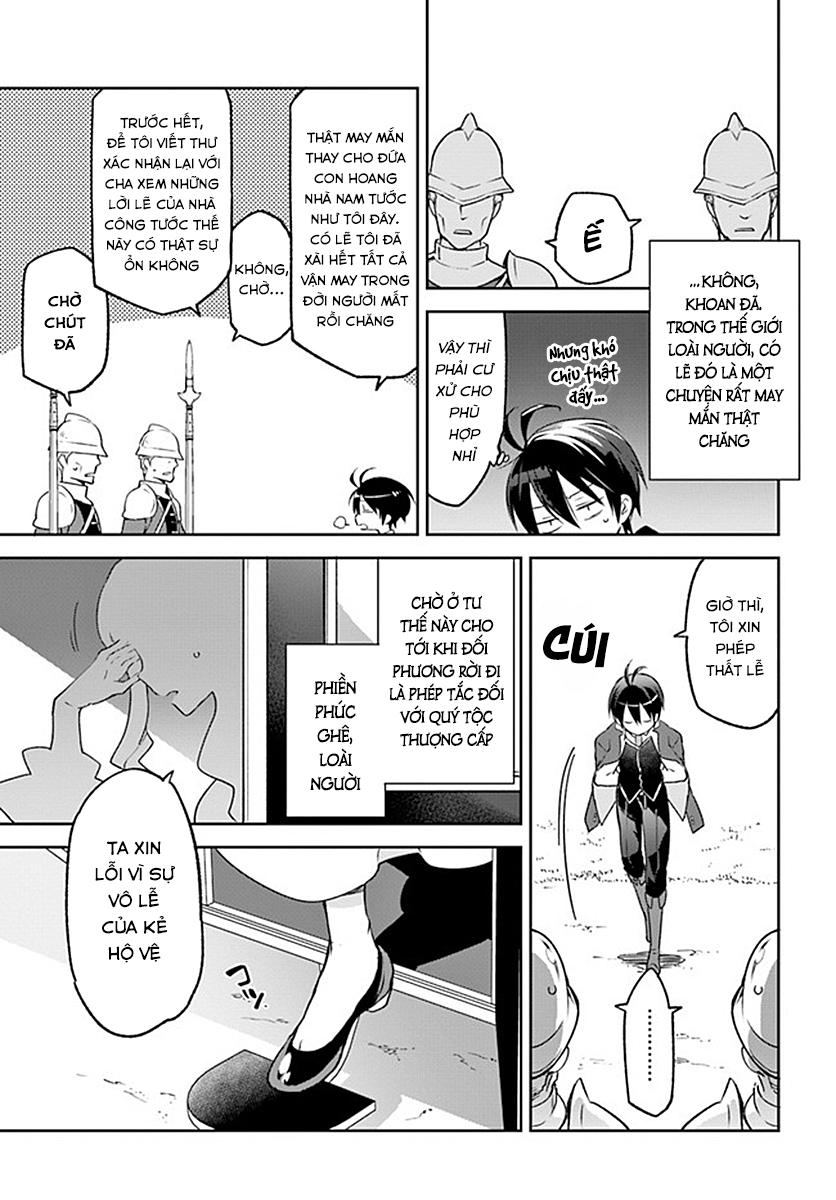 Ế
...KHÔNG,
KHOAN ĐÃ.
TRONG THẾ GIỚI
LOÀI NGƯỜI, CÓ
LẼ ĐÓ LÀ MỘT
CHUYỆN RẤT MAY
MẮN THẬT
CHĂNG
Nhưng khó
chịu thật
đấy...
VẬY THÌ
PHẢI CƯ
XỬ CHO
PHÙ
HỢP
NHỈ
THẬT MAY MẮN
THAY CHO ĐỨA
CON HOANG
NHÀ NAM TƯỚC
NHƯ TÔI ĐÂY.
CÓ LẼ TÔI ĐÃ
XÀI HẾT TẤT CẢ
VẬN MAY TRONG
ĐỜI NGƯỜI MẤT
RỒI CHĂNG
KHÔNG,
CHỜ...
TRƯỚC HẾT,
ĐỂ TÔI VIẾT THƯ
XÁC NHẬN LẠI VỚI
CHA XEM NHỮNG
LỜI LẼ CỦA NHÀ
CÔNG TƯỚC THẾ
NÀY CÓ THẬT SỰ
ỔN KHÔNG
CHỜ
CHÚT
ĐÃ
GIỜ THÌ,
TÔI XIN
PHÉP
THẤT LỄ
CÚI
.........
CHỜ Ở TƯ
THẾ NÀY CHO
TỚI KHI ĐỐI
PHƯƠNG RỜI ĐI
LÀ PHÉP TẮC ĐỐI
VỚI QUÝ TỘC
THƯỢNG CẤP
PHIỀN
PHỨC
GHÊ,
LOÀI
NGƯỜI
TA XIN
LỖI VÌ SỰ
VÔ LỄ
CỦA KẺ
HỘ VỆ
コツ